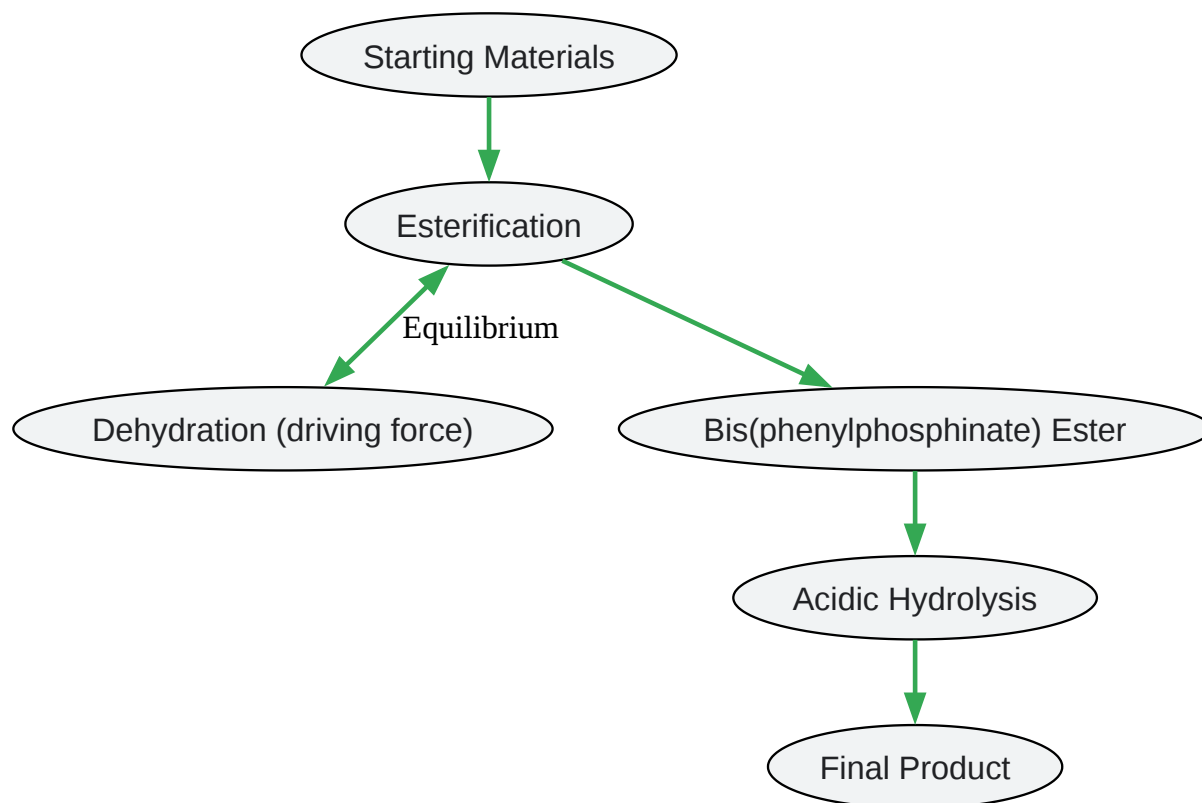 Starting Materials
Esterification
Equilibrium
Dehydration (driving force)
Bis(phenylphosphinate) Ester
Acidic Hydrolysis
Final Product